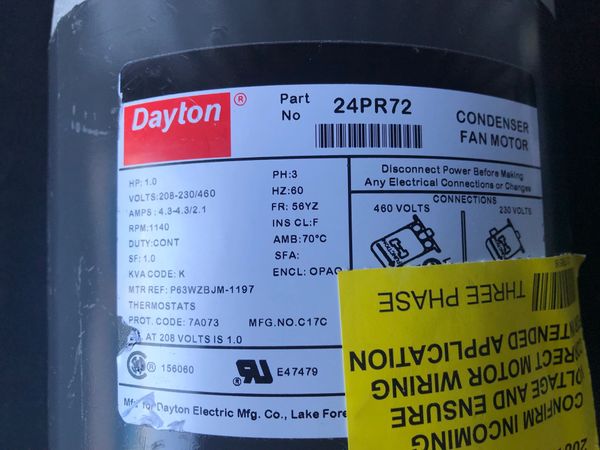 Dayton ®
Part No 24PR72
CONDENSER
FAN MOTOR
HP: 1.0
VOLTS: 208-230/460
AMPS: 4.3-4.3/2.1
RPM: 1140
DUTY: CONT
SF: 1.0
KVA CODE: K
MTR REF: P63WZBJM-1197
THERMOSTATS
PROT. CODE: 7A073
AT 208 VOLTS IS 1.0
PH: 3
HZ: 60
FR: 56YZ
INS CL: F
AMB: 70°C
SFA:
ENCL: OPAO
MFG.NO. C17C
Disconnect Power Before Making
Any Electrical Connections or Changes
CONNECTIONS
460 VOLTS 230 VOLTS
156060
E47479
Mfd for Dayton Electric Mfg. Co., Lake Fore
THREE PHASE
CONFIRM INCOMING
VOLTAGE AND ENSURE
CORRECT MOTOR WIRING
INTENDED APPLICATION